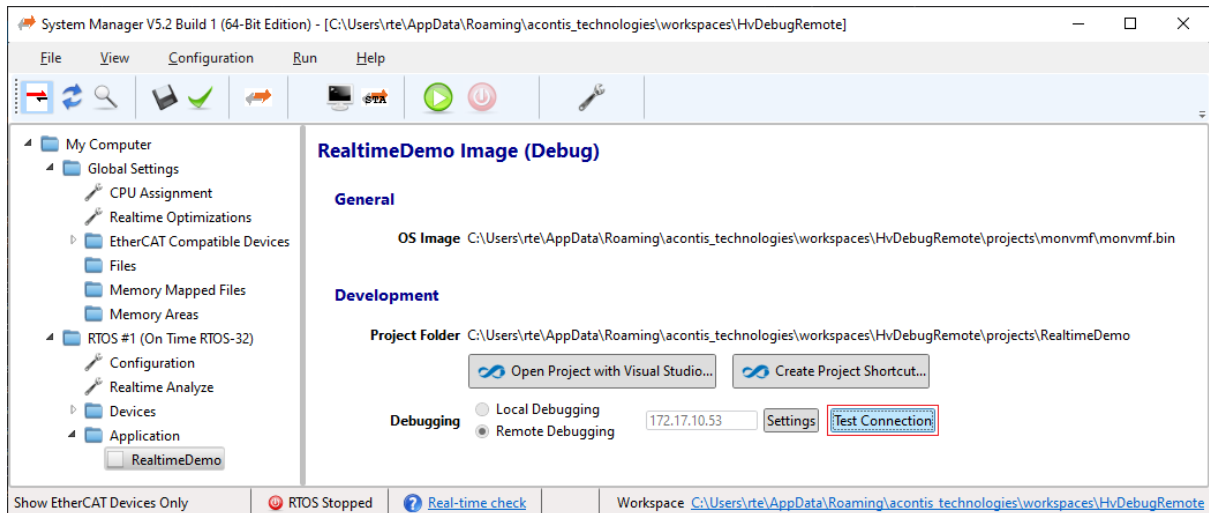 System Manager V5.2 Build 1 (64-Bit Edition) - [C:\Users\rte\AppData\Roaming\acontis_technologies\workspaces\HvDebugRemote]
File View Configuration Run Help
STA
My Computer
Global Settings
CPU Assignment
Realtime Optimizations
EtherCAT Compatible Devices
Files
Memory Mapped Files
Memory Areas
RTOS #1 (On Time RTOS-32)
Configuration
Realtime Analyze
Devices
Application
RealtimeDemo
RealtimeDemo Image (Debug)
General
OS Image C:\Users\rte\AppData\Roaming\acontis_technologies\workspaces\HvDebugRemote\projects\monvmf\monvmf.bin
Development
Project Folder C:\Users\rte\AppData\Roaming\acontis_technologies\workspaces\HvDebugRemote\projects\RealtimeDemo
Open Project with Visual Studio... Create Project Shortcut...
Debugging Local Debugging
Remote Debugging 172.17.10.53 Settings Test Connection
Show EtherCAT Devices Only RTOS Stopped ? Real-time check Workspace C:\Users\rte\AppData\Roaming\acontis_technologies\workspaces\HvDebugRemote